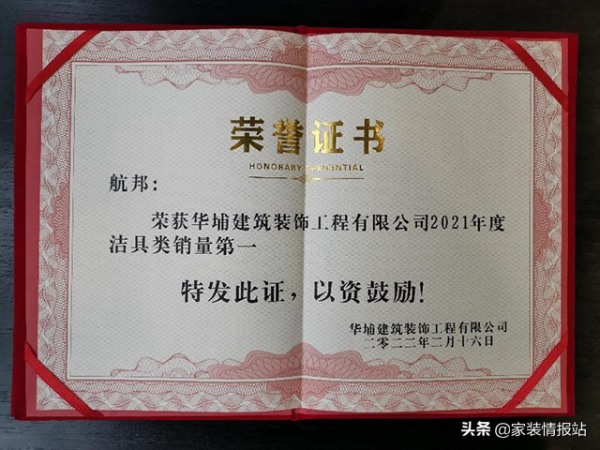 荣誉证书
HONORARY CREDENTIAL
航邦：
荣获华埔建筑装饰工程有限公司2021年度
洁具类销量第一
特发此证，以资鼓励！
华埔建筑装饰工程有限公司
二零二二年二月十六日
头条 @家装情报站